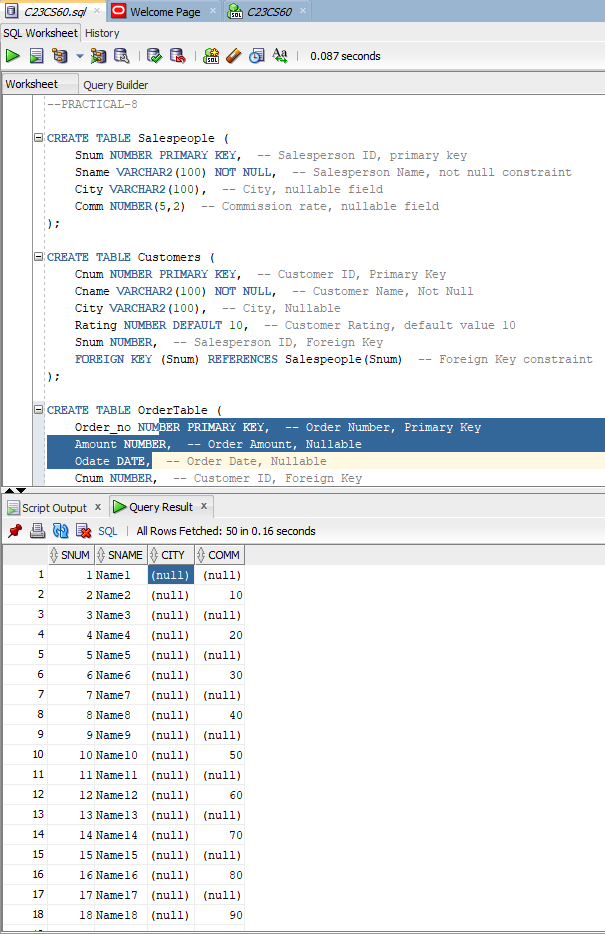 C23CS60.sql × Welcome Page × C23CS60 ×
SQL Worksheet History
0.087 seconds
Worksheet Query Builder
--PRACTICAL-8
CREATE TABLE Salespeople (
Snum NUMBER PRIMARY KEY, -- Salesperson ID, primary key
Sname VARCHAR2(100) NOT NULL, -- Salesperson Name, not null constraint
City VARCHAR2(100), -- City, nullable field
Comm NUMBER(5,2) -- Commission rate, nullable field
);
CREATE TABLE Customers (
Cnum NUMBER PRIMARY KEY, -- Customer ID, Primary Key
Cname VARCHAR2(100) NOT NULL, -- Customer Name, Not Null
City VARCHAR2(100), -- City, Nullable
Rating NUMBER DEFAULT 10, -- Customer Rating, default value 10
Snum NUMBER, -- Salesperson ID, Foreign Key
FOREIGN KEY (Snum) REFERENCES Salespeople(Snum) -- Foreign Key constraint
);
CREATE TABLE OrderTable (
Order_no NUMBER PRIMARY KEY, -- Order Number, Primary Key
Amount NUMBER, -- Order Amount, Nullable
Odate DATE, -- Order Date, Nullable
Cnum NUMBER, -- Customer ID, Foreign Key
Script Output × Query Result ×
SQL | All Rows Fetched: 50 in 0.16 seconds
SNUM SNAME CITY COMM
1 1 Name1 (null) (null)
2 2 Name2 (null) 10
3 3 Name3 (null) (null)
4 4 Name4 (null) 20
5 5 Name5 (null) (null)
6 6 Name6 (null) 30
7 7 Name7 (null) (null)
8 8 Name8 (null) 40
9 9 Name9 (null) (null)
10 10 Name10 (null) 50
11 11 Name11 (null) (null)
12 12 Name12 (null) 60
13 13 Name13 (null) (null)
14 14 Name14 (null) 70
15 15 Name15 (null) (null)
16 16 Name16 (null) 80
17 17 Name17 (null) (null)
18 18 Name18 (null) 90